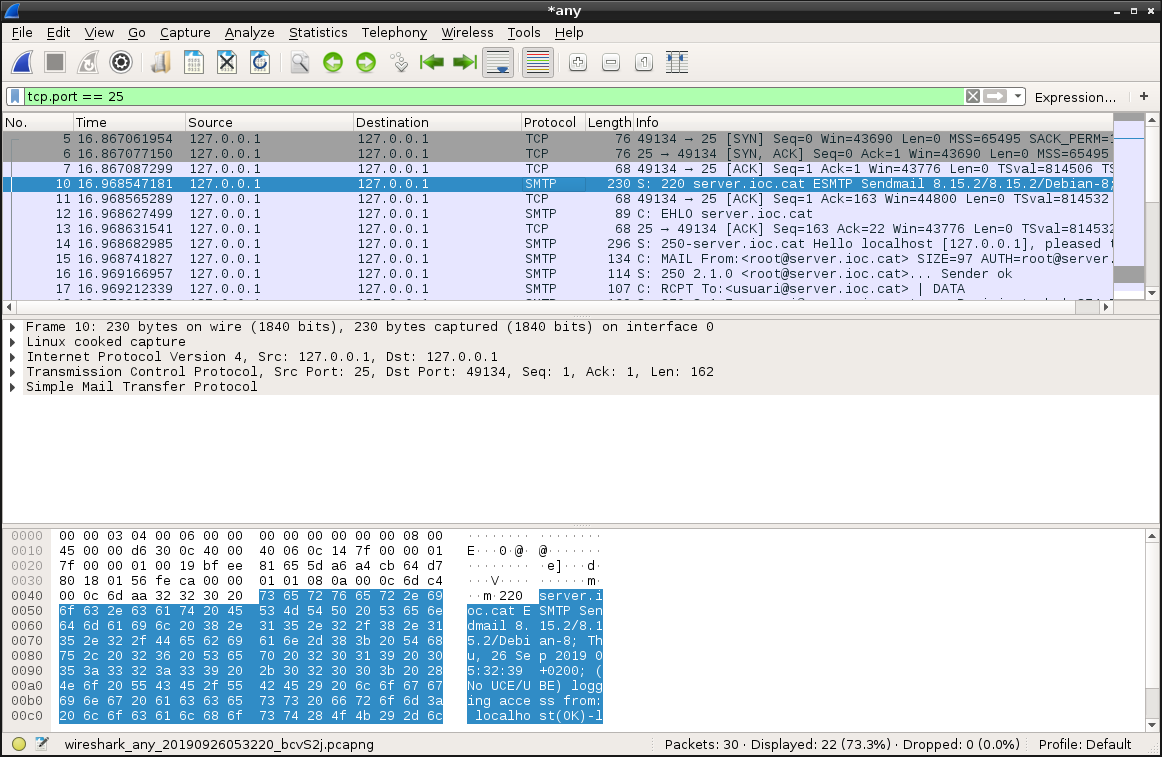 *any
File Edit View Go Capture Analyze Statistics Telephony Wireless Tools Help
tcp.port == 25 Expression... +
No. Time Source Destination Protocol Length Info
5 16.867061954 127.0.0.1 127.0.0.1 TCP 76 49134 → 25 [SYN] Seq=0 Win=43690 Len=0 MSS=65495 SACK_PERM=1
6 16.867077150 127.0.0.1 127.0.0.1 TCP 76 25 → 49134 [SYN, ACK] Seq=0 Ack=1 Win=43690 Len=0 MSS=65495
7 16.867087299 127.0.0.1 127.0.0.1 TCP 68 49134 → 25 [ACK] Seq=1 Ack=1 Win=43776 Len=0 TSval=814506 TS
10 16.968547181 127.0.0.1 127.0.0.1 SMTP 230 S: 220 server.ioc.cat ESMTP Sendmail 8.15.2/8.15.2/Debian-8;
11 16.968565289 127.0.0.1 127.0.0.1 TCP 68 49134 → 25 [ACK] Seq=1 Ack=163 Win=44800 Len=0 TSval=814532
12 16.968627499 127.0.0.1 127.0.0.1 SMTP 89 C: EHLO server.ioc.cat
13 16.968631541 127.0.0.1 127.0.0.1 TCP 68 25 → 49134 [ACK] Seq=163 Ack=22 Win=43776 Len=0 TSval=814532
14 16.968682985 127.0.0.1 127.0.0.1 SMTP 296 S: 250-server.ioc.cat Hello localhost [127.0.0.1], pleased t
15 16.968741827 127.0.0.1 127.0.0.1 SMTP 134 C: MAIL From:<root@server.ioc.cat> SIZE=97 AUTH=root@server.
16 16.969166957 127.0.0.1 127.0.0.1 SMTP 114 S: 250 2.1.0 <root@server.ioc.cat>... Sender ok
17 16.969212339 127.0.0.1 127.0.0.1 SMTP 107 C: RCPT To:<usuari@server.ioc.cat> | DATA
Frame 10: 230 bytes on wire (1840 bits), 230 bytes captured (1840 bits) on interface 0
Linux cooked capture
Internet Protocol Version 4, Src: 127.0.0.1, Dst: 127.0.0.1
Transmission Control Protocol, Src Port: 25, Dst Port: 49134, Seq: 1, Ack: 1, Len: 162
Simple Mail Transfer Protocol
0000 00 00 03 04 00 06 00 00 00 00 00 00 00 00 08 00 ········ ········
0010 45 00 00 d6 30 0c 40 00 40 06 0c 14 7f 00 00 01 E···0·@· @·······
0020 7f 00 00 01 00 19 bf ee 81 65 5d a6 a4 cb 64 d7 ········ ·e]···d·
0030 80 18 01 56 fe ca 00 00 01 01 08 0a 00 0c 6d c4 ···V···· ······m·
0040 00 0c 6d aa 32 32 30 20 73 65 72 76 65 72 2e 69 ··m·220 server.i
0050 6f 63 2e 63 61 74 20 45 53 4d 54 50 20 53 65 6e oc.cat E SMTP Sen
0060 64 6d 61 69 6c 20 38 2e 31 35 2e 32 2f 38 2e 31 dmail 8. 15.2/8.1
0070 35 2e 32 2f 44 65 62 69 61 6e 2d 38 3b 20 54 68 5.2/Debi an-8; Th
0080 75 2c 20 32 36 20 53 65 70 20 32 30 31 39 20 30 u, 26 Se p 2019 0
0090 35 3a 33 32 3a 33 39 20 2b 30 32 30 30 3b 20 28 5:32:39 +0200; (
00a0 4e 6f 20 55 43 45 2f 55 42 45 29 20 6c 6f 67 67 No UCE/U BE) logg
00b0 69 6e 67 20 61 63 63 65 73 73 20 66 72 6f 6d 3a ing acce ss from:
00c0 20 6c 6f 63 61 6c 68 6f 73 74 28 4f 4b 29 2d 6c localho st(OK)-l
wireshark_any_20190926053220_bcvS2j.pcapng Packets: 30 · Displayed: 22 (73.3%) · Dropped: 0 (0.0%) Profile: Default